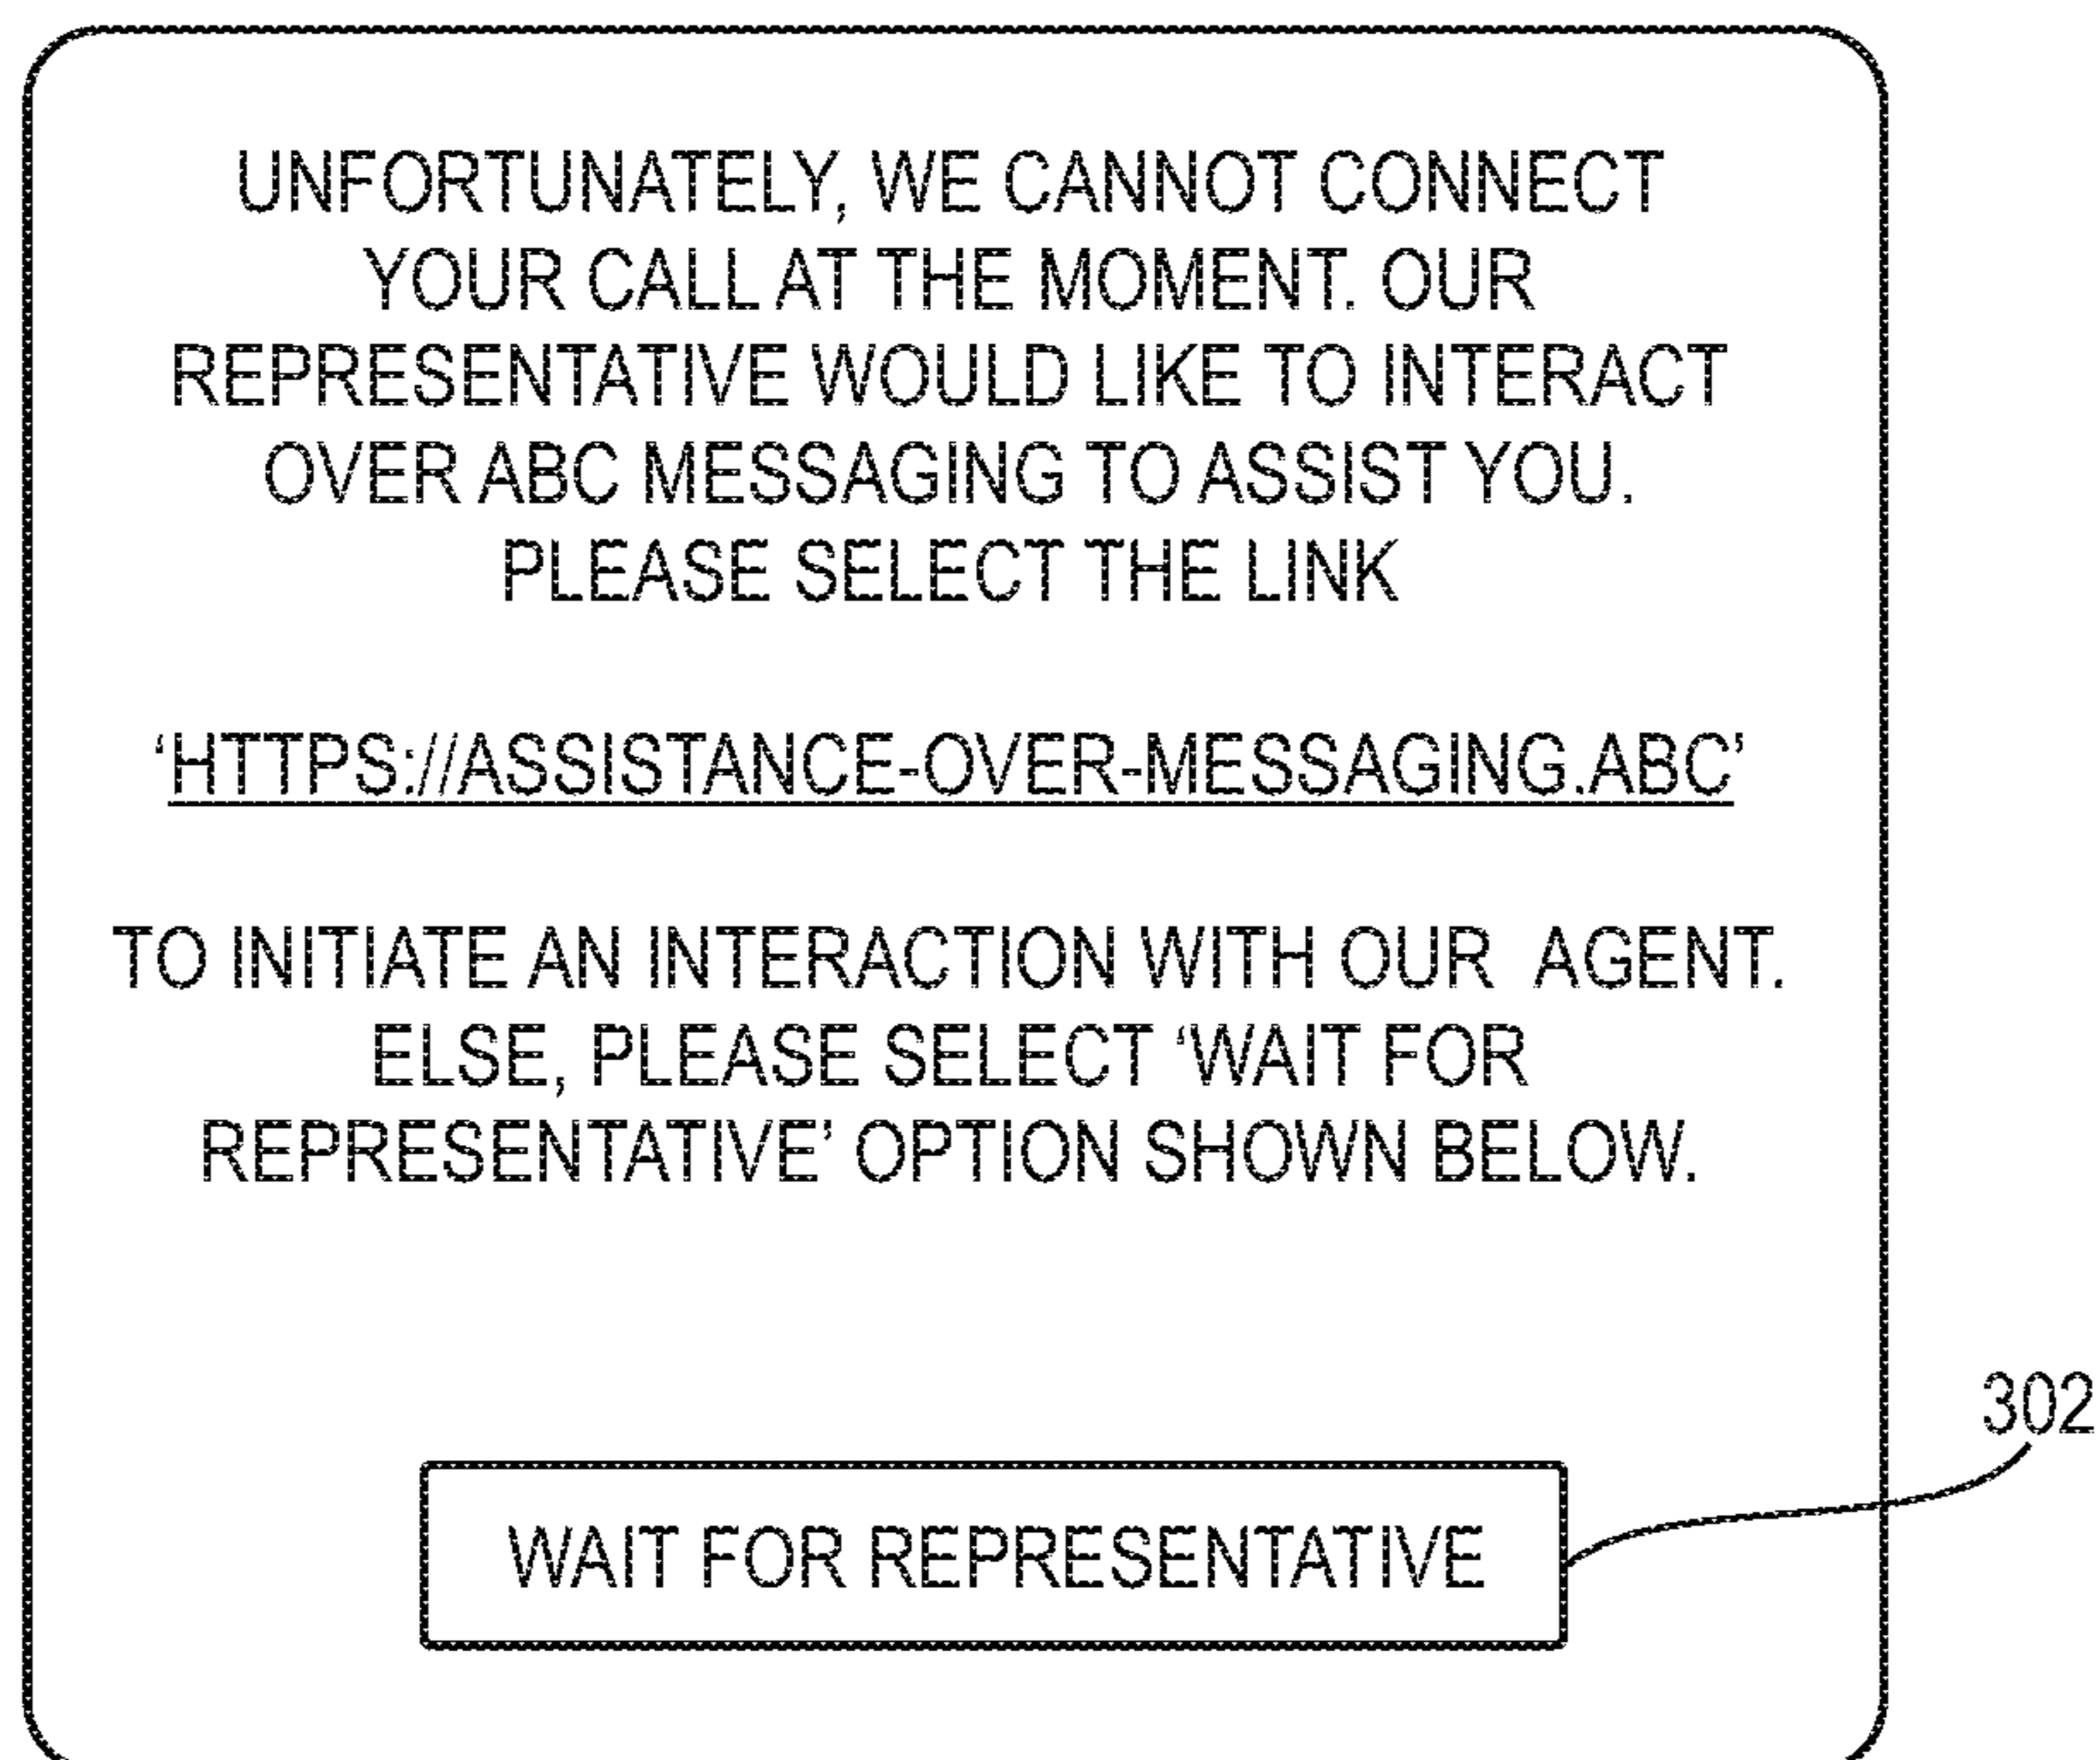 UNFORTUNATELY, WE CANNOT CONNECT
YOUR CALL AT THE MOMENT. OUR
REPRESENTATIVE WOULD LIKE TO INTERACT
OVER ABC MESSAGING TO ASSIST YOU.
PLEASE SELECT THE LINK
‘HTTPS://ASSISTANCE-OVER-MESSAGING.ABC’
TO INITIATE AN INTERACTION WITH OUR AGENT.
ELSE, PLEASE SELECT ‘WAIT FOR
REPRESENTATIVE’ OPTION SHOWN BELOW.
302
WAIT FOR REPRESENTATIVE